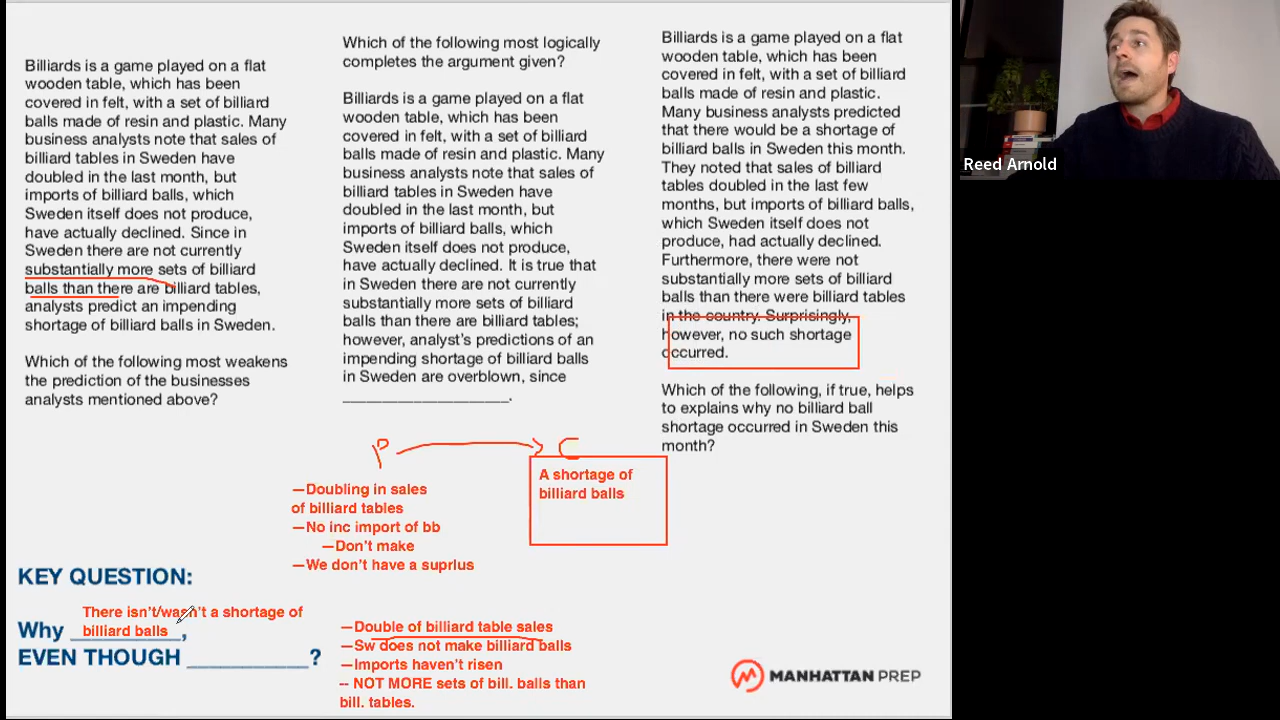 Billiards is a game played on a flat
wooden table, which has been
covered in felt, with a set of billiard
balls made of resin and plastic. Many
business analysts note that sales of
billiard tables in Sweden have
doubled in the last month, but
imports of billiard balls, which
Sweden itself does not produce,
have actually declined. Since in
Sweden there are not currently
substantially more sets of billiard
balls than there are billiard tables,
analysts predict an impending
shortage of billiard balls in Sweden.
Which of the following most weakens
the prediction of the businesses
analysts mentioned above?
Which of the following most logically
completes the argument given?
Billiards is a game played on a flat
wooden table, which has been
covered in felt, with a set of billiard
balls made of resin and plastic. Many
business analysts note that sales of
billiard tables in Sweden have
doubled in the last month, but
imports of billiard balls, which
Sweden itself does not produce,
have actually declined. It is true that
in Sweden there are not currently
substantially more sets of billiard
balls than there are billiard tables;
however, analyst's predictions of an
impending shortage of billiard balls
in Sweden are overblown, since
____________________.
Billiards is a game played on a flat
wooden table, which has been
covered in felt, with a set of billiard
balls made of resin and plastic.
Many business analysts predicted
that there would be a shortage of
billiard balls in Sweden this month.
They noted that sales of billiard
tables doubled in the last few
months, but imports of billiard balls,
which Sweden itself does not
produce, had actually declined.
Furthermore, there were not
substantially more sets of billiard
balls than there were billiard tables
in the country. Surprisingly,
however, no such shortage
occurred.
Which of the following, if true, helps
to explains why no billiard ball
shortage occurred in Sweden this
month?
P C
—Doubling in sales
of billiard tables
—No inc import of bb
—Don't make
—We don't have a suprlus
A shortage of
billiard balls
KEY QUESTION:
There isn't/wasn't a shortage of
billiard balls
Why __________,
EVEN THOUGH ___________?
—Double of billiard table sales
—Sw does not make billiard balls
—Imports haven't risen
-- NOT MORE sets of bill. balls than
bill. tables.
MANHATTAN PREP
Reed Arnold